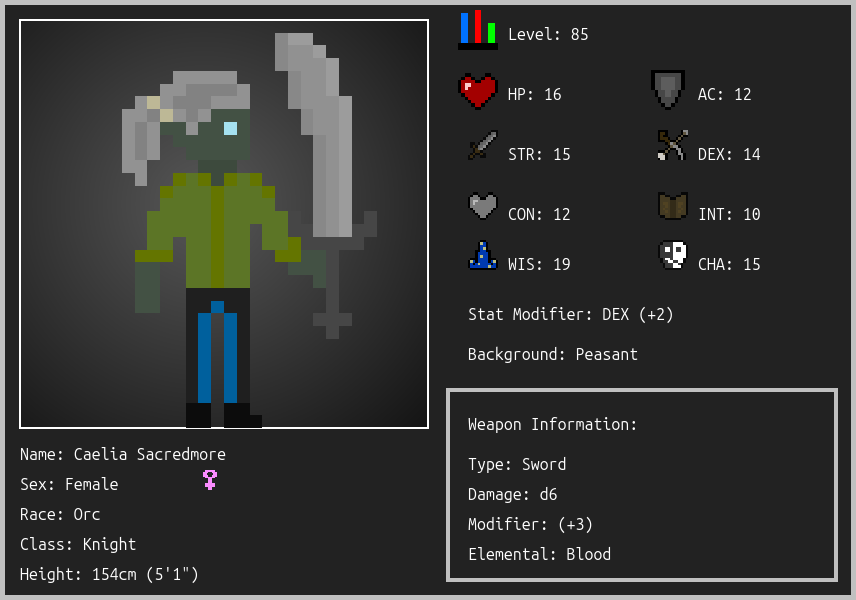 Level: 85
HP: 16
AC: 12
STR: 15
DEX: 14
CON: 12
INT: 10
WIS: 19
CHA: 15
Stat Modifier: DEX (+2)
Background: Peasant
Weapon Information:
Type: Sword
Damage: d6
Modifier: (+3)
Elemental: Blood
Name: Caelia Sacredmore
Sex: Female
Race: Orc
Class: Knight
Height: 154cm (5'1")